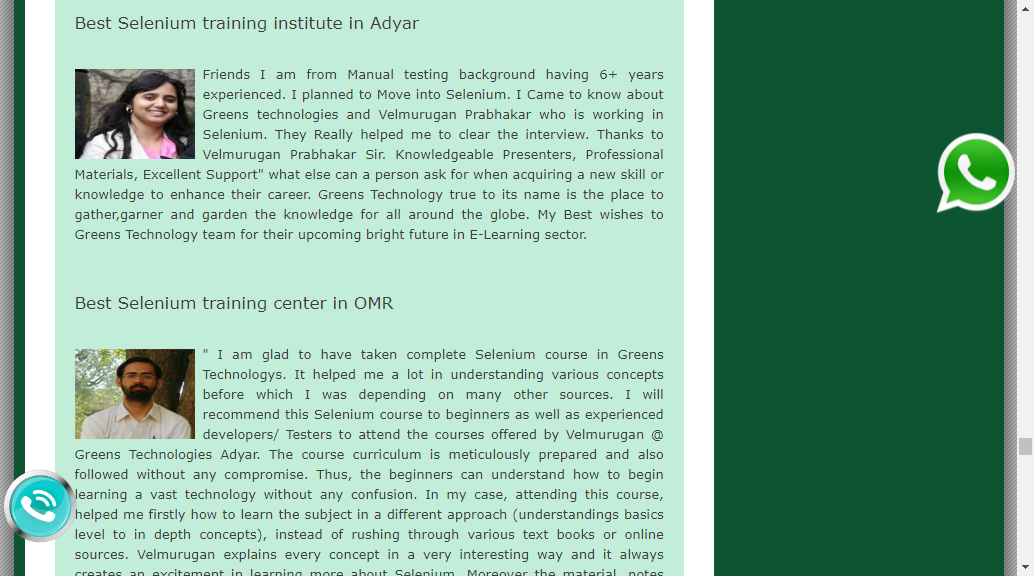 Best Selenium training institute in Adyar
Friends I am from Manual testing background having 6+ years
experienced. I planned to Move into Selenium. I Came to know about
Greens technologies and Velmurugan Prabhakar who is working in
Selenium. They Really helped me to clear the interview. Thanks to
Velmurugan Prabhakar Sir. Knowledgeable Presenters, Professional
Materials, Excellent Support" what else can a person ask for when acquiring a new skill or
knowledge to enhance their career. Greens Technology true to its name is the place to
gather,garner and garden the knowledge for all around the globe. My Best wishes to
Greens Technology team for their upcoming bright future in E-Learning sector.
Best Selenium training center in OMR
" I am glad to have taken complete Selenium course in Greens
Technologys. It helped me a lot in understanding various concepts
before which I was depending on many other sources. I will
recommend this Selenium course to beginners as well as experienced
developers/ Testers to attend the courses offered by Velmurugan @
Greens Technologies Adyar. The course curriculum is meticulously prepared and also
followed without any compromise. Thus, the beginners can understand how to begin
learning a vast technology without any confusion. In my case, attending this course,
helped me firstly how to learn the subject in a different approach (understandings basics
level to in depth concepts), instead of rushing through various text books or online
sources. Velmurugan explains every concept in a very interesting way and it always
creates an excitement in learning more about Selenium. Moreover the material, notes